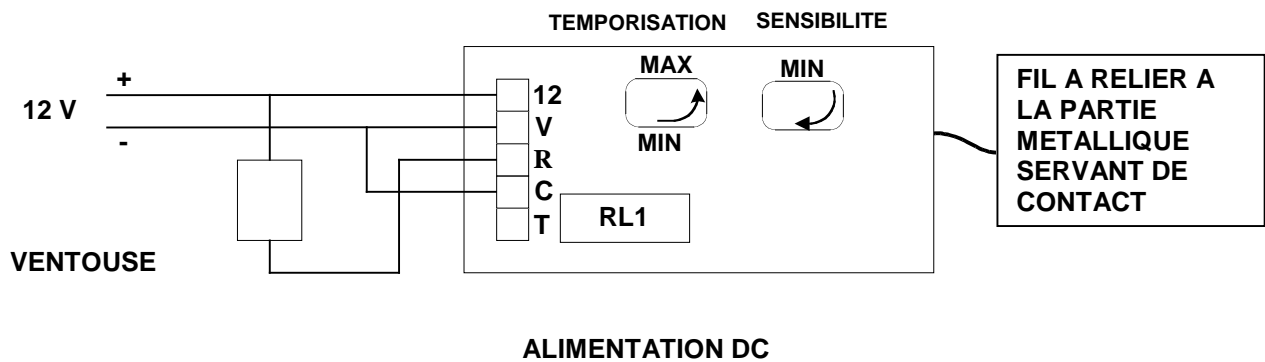 TEMPORISATION SENSIBILITE
MAX MIN
+
12 V
-
12
V
R
C
T
MIN
RL1
FIL A RELIER A
LA PARTIE
METALLIQUE
SERVANT DE
CONTACT
VENTOUSE
ALIMENTATION DC